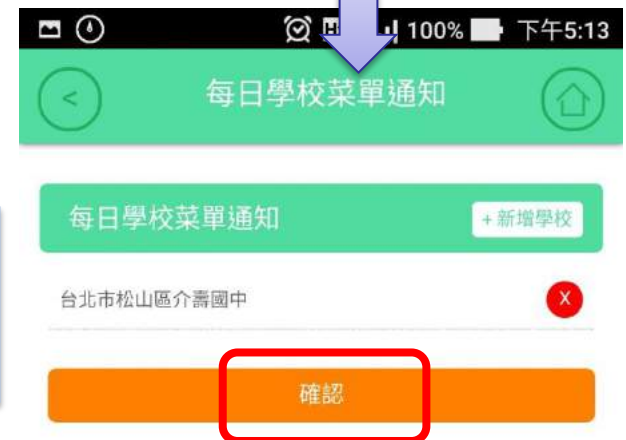 100% 下午5:13
< 每日學校菜單通知
每日學校菜單通知 +新增學校
台北市松山區介壽國中 X
確認